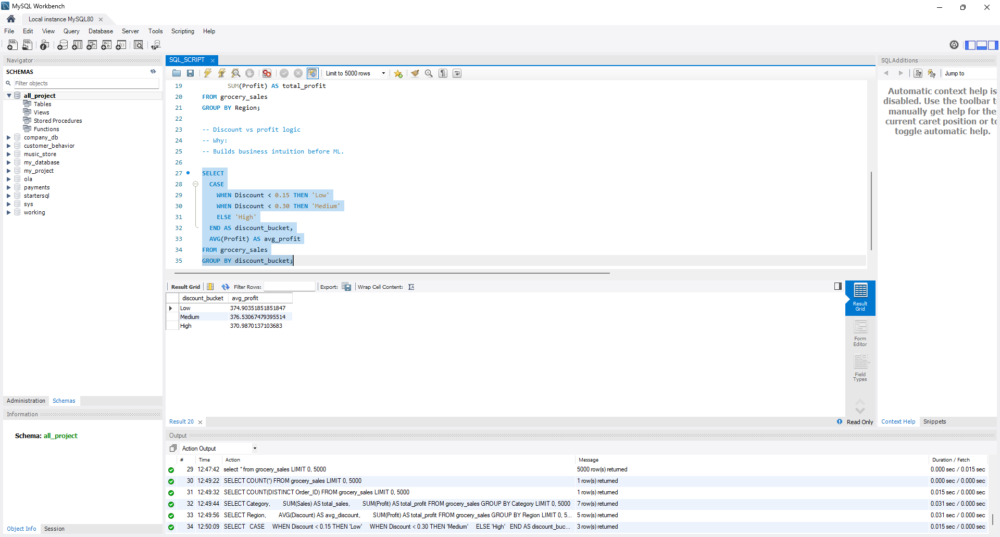 MySQL Workbench
Local instance MySQL80
File Edit View Query Database Server Tools Scripting Help
Navigator
SCHEMAS
Filter objects
all_project
Tables
Views
Stored Procedures
Functions
company_db
customer_behavior
music_store
my_database
my_project
ola
payments
startersql
sys
working
Administration Schemas
Information
Schema: all_project
Object Info Session
SQL_SCRIPT
Limit to 5000 rows
19 SUM(Profit) AS total_profit
20 FROM grocery_sales
21 GROUP BY Region;
22
23 -- Discount vs profit logic
24 -- Why:
25 -- Builds business intuition before ML.
26
27 SELECT
28 CASE
29 WHEN Discount < 0.15 THEN 'Low'
30 WHEN Discount < 0.30 THEN 'Medium'
31 ELSE 'High'
32 END AS discount_bucket,
33 AVG(Profit) AS avg_profit
34 FROM grocery_sales
35 GROUP BY discount_bucket;
Result Grid Filter Rows: Export: Wrap Cell Content:
discount_bucket avg_profit
Low 374.90351851851847
Medium 376.53067479395514
High 370.9870137103683
Result
Grid
Form
Editor
Field
Types
Result 20 Read Only
SQLAdditions
Jump to
Automatic context help is
disabled. Use the toolbar t
manually get help for the
current caret position or to
toggle automatic help.
Context Help Snippets
Output
Action Output
# Time Action Message Duration / Fetch
29 12:47:42 select * from grocery_sales LIMIT 0, 5000 5000 row(s) returned 0.000 sec / 0.015 sec
30 12:49:22 SELECT COUNT(*) FROM grocery_sales LIMIT 0, 5000 1 row(s) returned 0.000 sec / 0.000 sec
31 12:49:32 SELECT COUNT(DISTINCT Order_ID) FROM grocery_sales LIMIT 0, 5000 1 row(s) returned 0.015 sec / 0.000 sec
32 12:49:44 SELECT Category, SUM(Sales) AS total_sales, SUM(Profit) AS total_profit FROM grocery_sales GROUP BY Category LIMIT 0, 5000 7 row(s) returned 0.031 sec / 0.000 sec
33 12:49:56 SELECT Region, AVG(Discount) AS avg_discount, SUM(Profit) AS total_profit FROM grocery_sales GROUP BY Region LIMIT 0, 5... 5 row(s) returned 0.031 sec / 0.000 sec
34 12:50:09 SELECT CASE WHEN Discount < 0.15 THEN 'Low' WHEN Discount < 0.30 THEN 'Medium' ELSE 'High' END AS discount_buc... 3 row(s) returned 0.015 sec / 0.000 sec